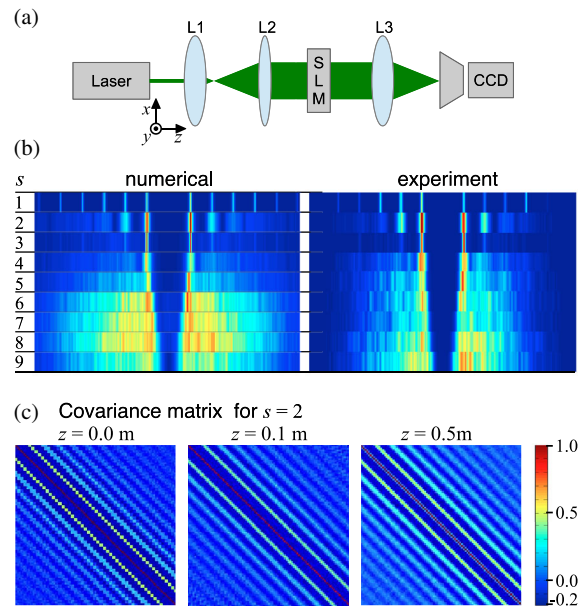 (a)
L1 L2 L3
Laser
SLM
CCD
x
y z
(b)
s numerical experiment
1
2
3
4
5
6
7
8
9
(c) Covariance matrix for s = 2
z = 0.0 m z = 0.1 m z = 0.5m
1.0
0.5
0.0
-0.2